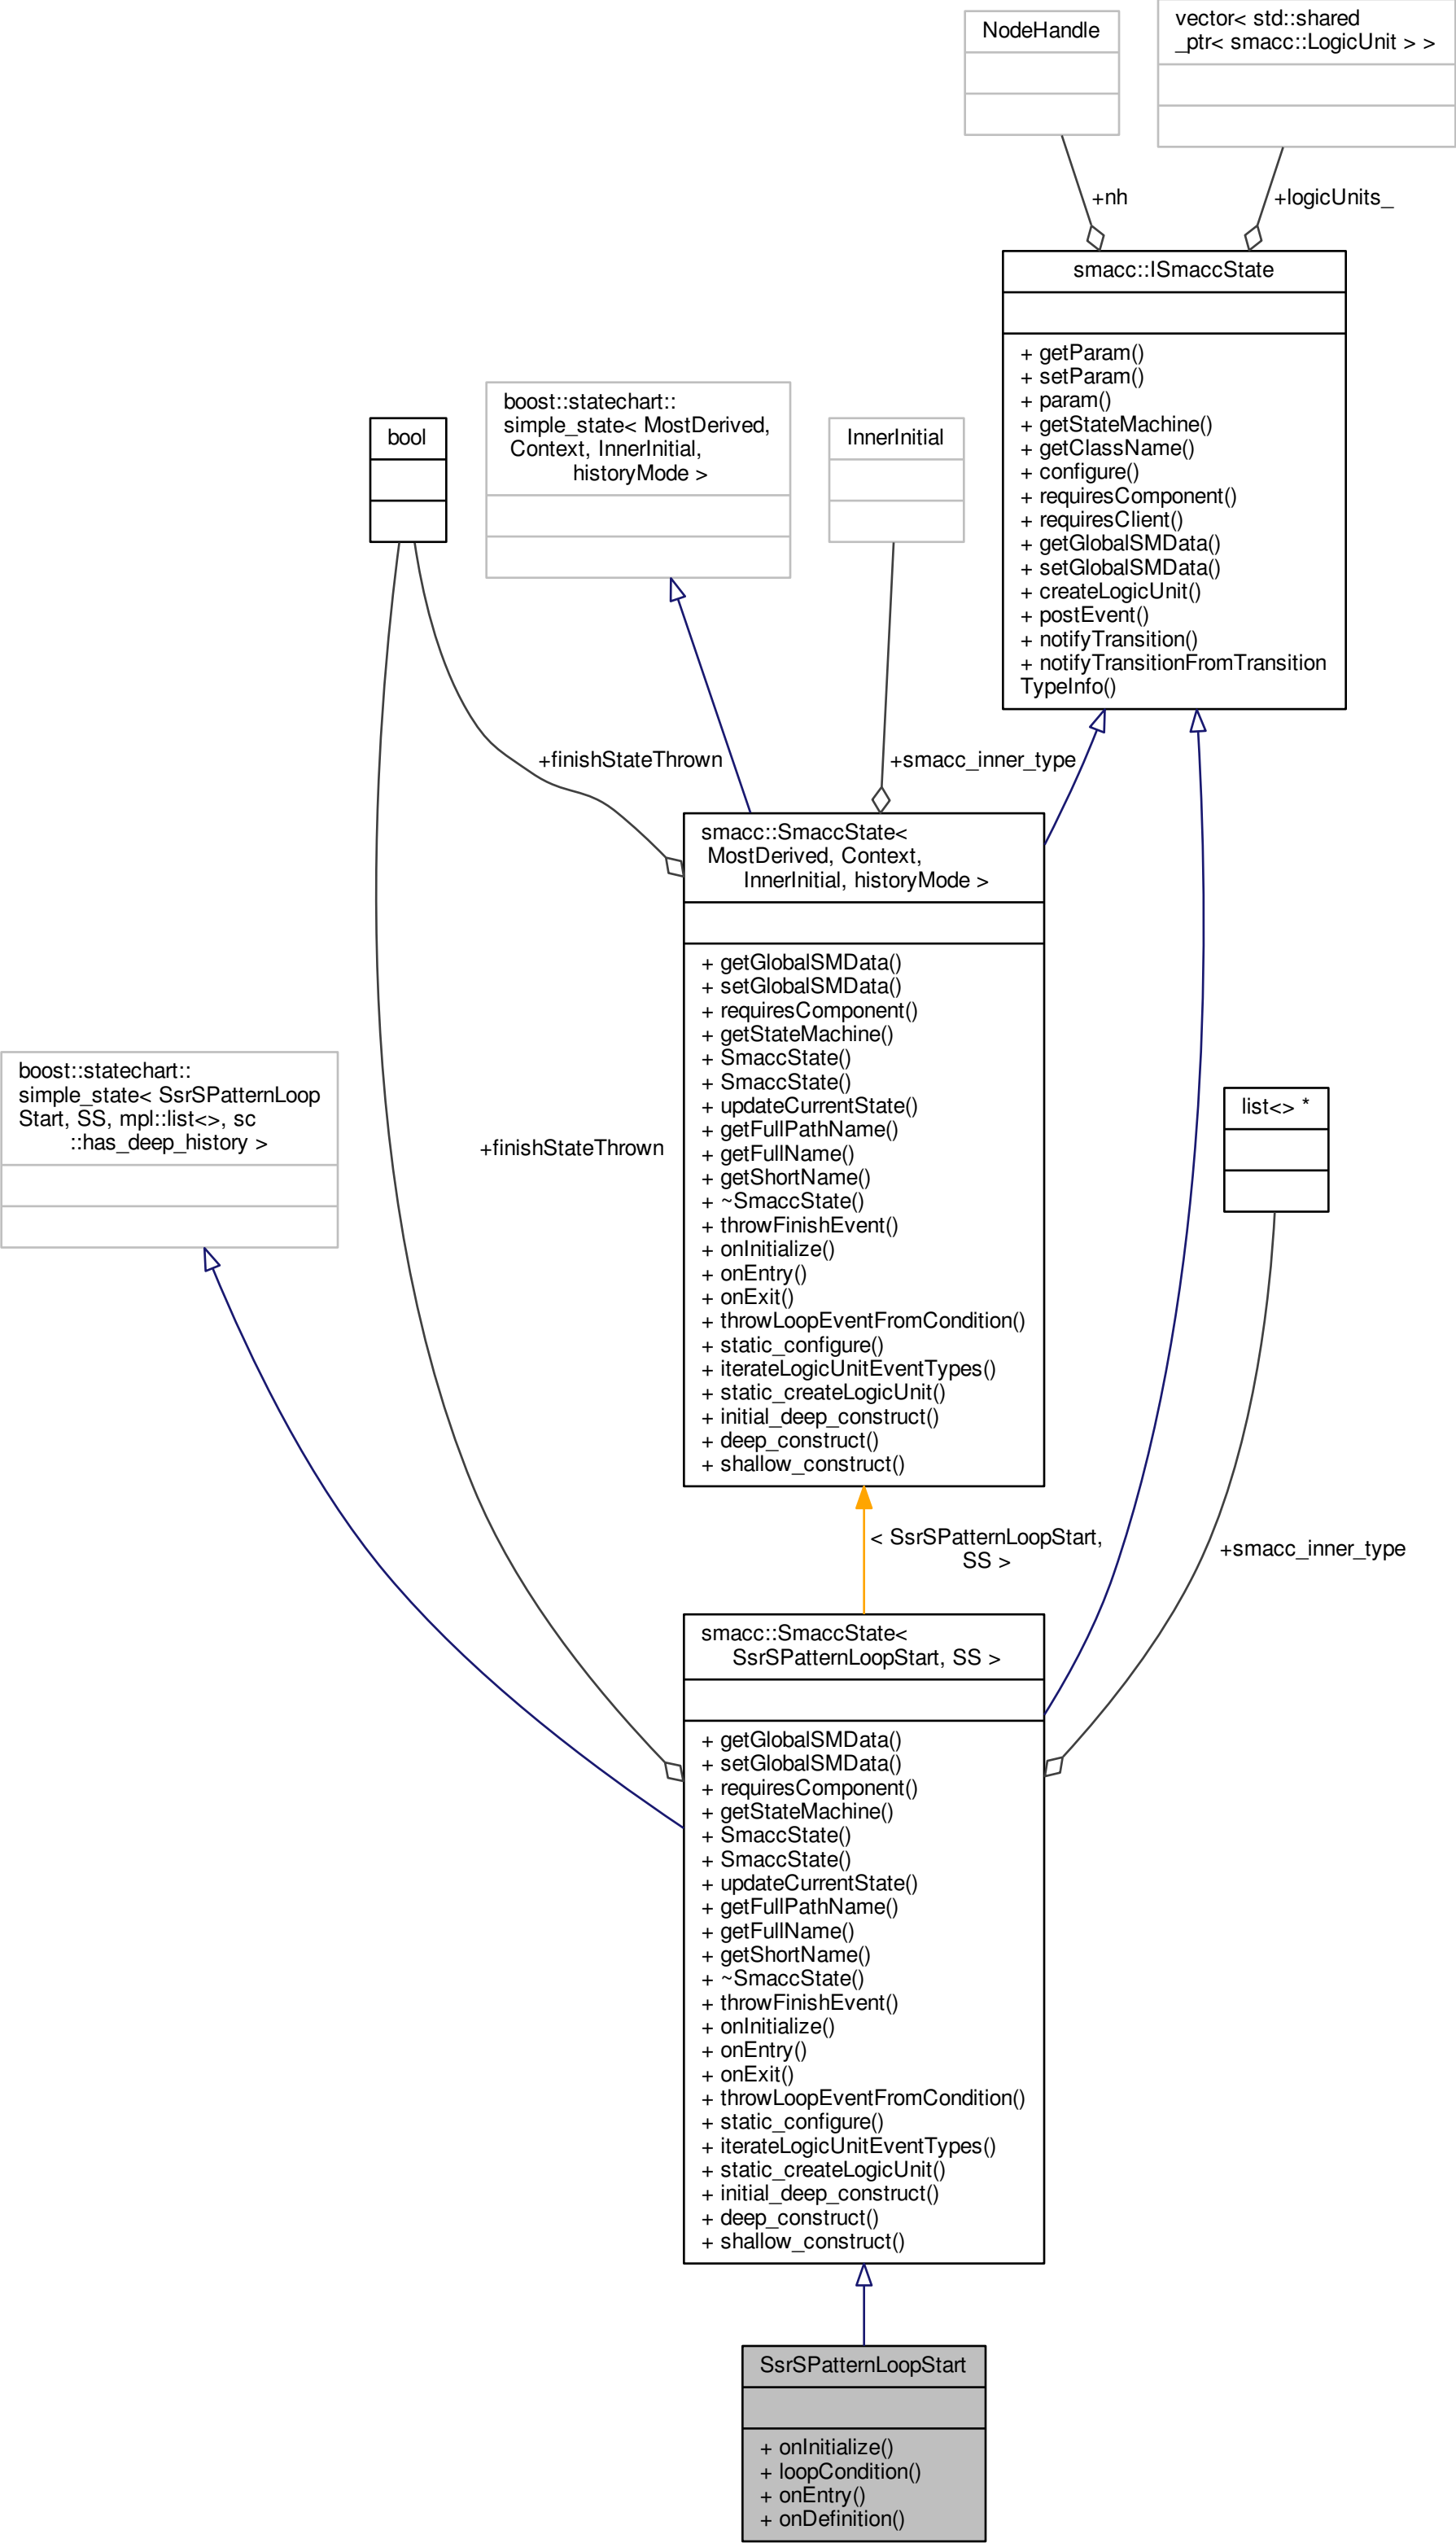 NodeHandle
vector< std::shared
_ptr< smacc::LogicUnit > >
+nh
+logicUnits_
smacc::ISmaccState
+ getParam()
+ setParam()
+ param()
+ getStateMachine()
+ getClassName()
+ configure()
+ requiresComponent()
+ requiresClient()
+ getGlobalSMData()
+ setGlobalSMData()
+ createLogicUnit()
+ postEvent()
+ notifyTransition()
+ notifyTransitionFromTransition
TypeInfo()
bool
boost::statechart::
simple_state< MostDerived,
Context, InnerInitial,
historyMode >
InnerInitial
+finishStateThrown
+smacc_inner_type
smacc::SmaccState<
MostDerived, Context,
InnerInitial, historyMode >
+ getGlobalSMData()
+ setGlobalSMData()
+ requiresComponent()
+ getStateMachine()
+ SmaccState()
+ SmaccState()
+ updateCurrentState()
+ getFullPathName()
+ getFullName()
+ getShortName()
+ ~SmaccState()
+ throwFinishEvent()
+ onInitialize()
+ onEntry()
+ onExit()
+ throwLoopEventFromCondition()
+ static_configure()
+ iterateLogicUnitEventTypes()
+ static_createLogicUnit()
+ initial_deep_construct()
+ deep_construct()
+ shallow_construct()
boost::statechart::
simple_state< SsrSPatternLoop
Start, SS, mpl::list<>, sc
::has_deep_history >
+finishStateThrown
list<> *
< SsrSPatternLoopStart,
SS >
+smacc_inner_type
smacc::SmaccState<
SsrSPatternLoopStart, SS >
+ getGlobalSMData()
+ setGlobalSMData()
+ requiresComponent()
+ getStateMachine()
+ SmaccState()
+ SmaccState()
+ updateCurrentState()
+ getFullPathName()
+ getFullName()
+ getShortName()
+ ~SmaccState()
+ throwFinishEvent()
+ onInitialize()
+ onEntry()
+ onExit()
+ throwLoopEventFromCondition()
+ static_configure()
+ iterateLogicUnitEventTypes()
+ static_createLogicUnit()
+ initial_deep_construct()
+ deep_construct()
+ shallow_construct()
SsrSPatternLoopStart
+ onInitialize()
+ loopCondition()
+ onEntry()
+ onDefinition()